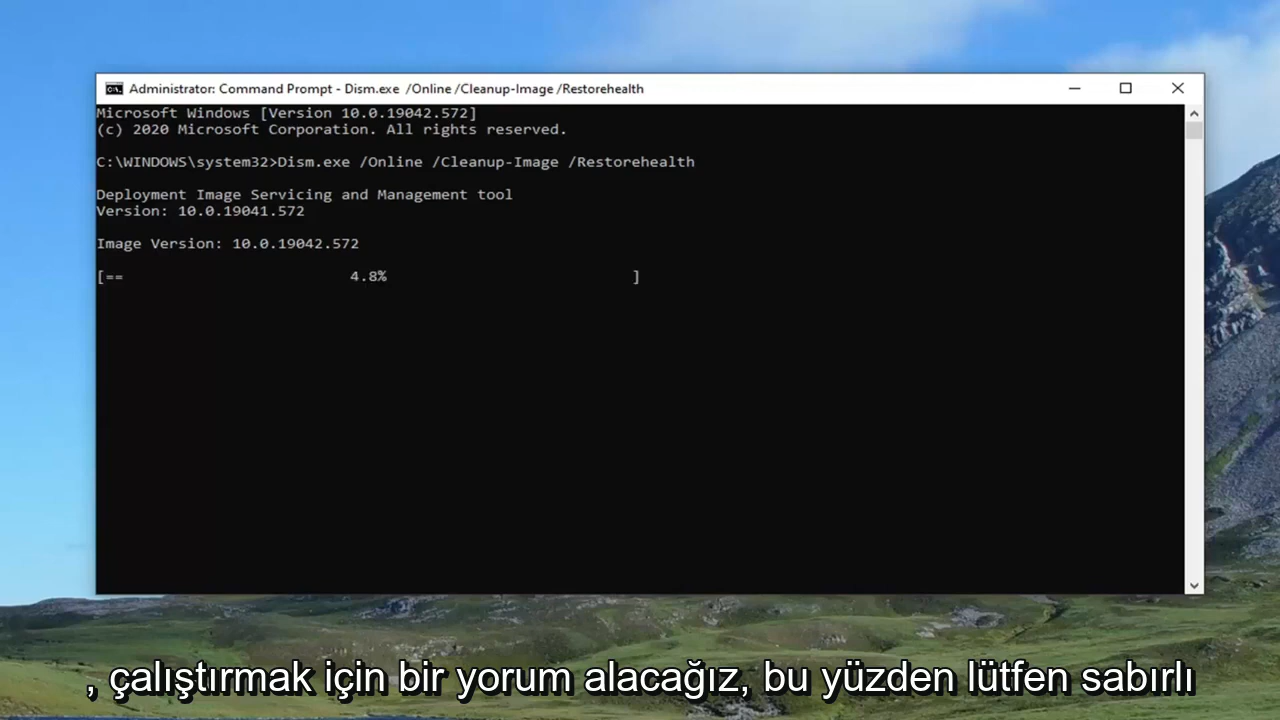 Administrator: Command Prompt - Dism.exe /Online /Cleanup-Image /Restorehealth
Microsoft Windows [Version 10.0.19042.572]
(c) 2020 Microsoft Corporation. All rights reserved.
C:\WINDOWS\system32>Dism.exe /Online /Cleanup-Image /Restorehealth
Deployment Image Servicing and Management tool
Version: 10.0.19041.572
Image Version: 10.0.19042.572
[== 4.8% ]
, çalıştırmak için bir yorum alacağız, bu yüzden lütfen sabırlı